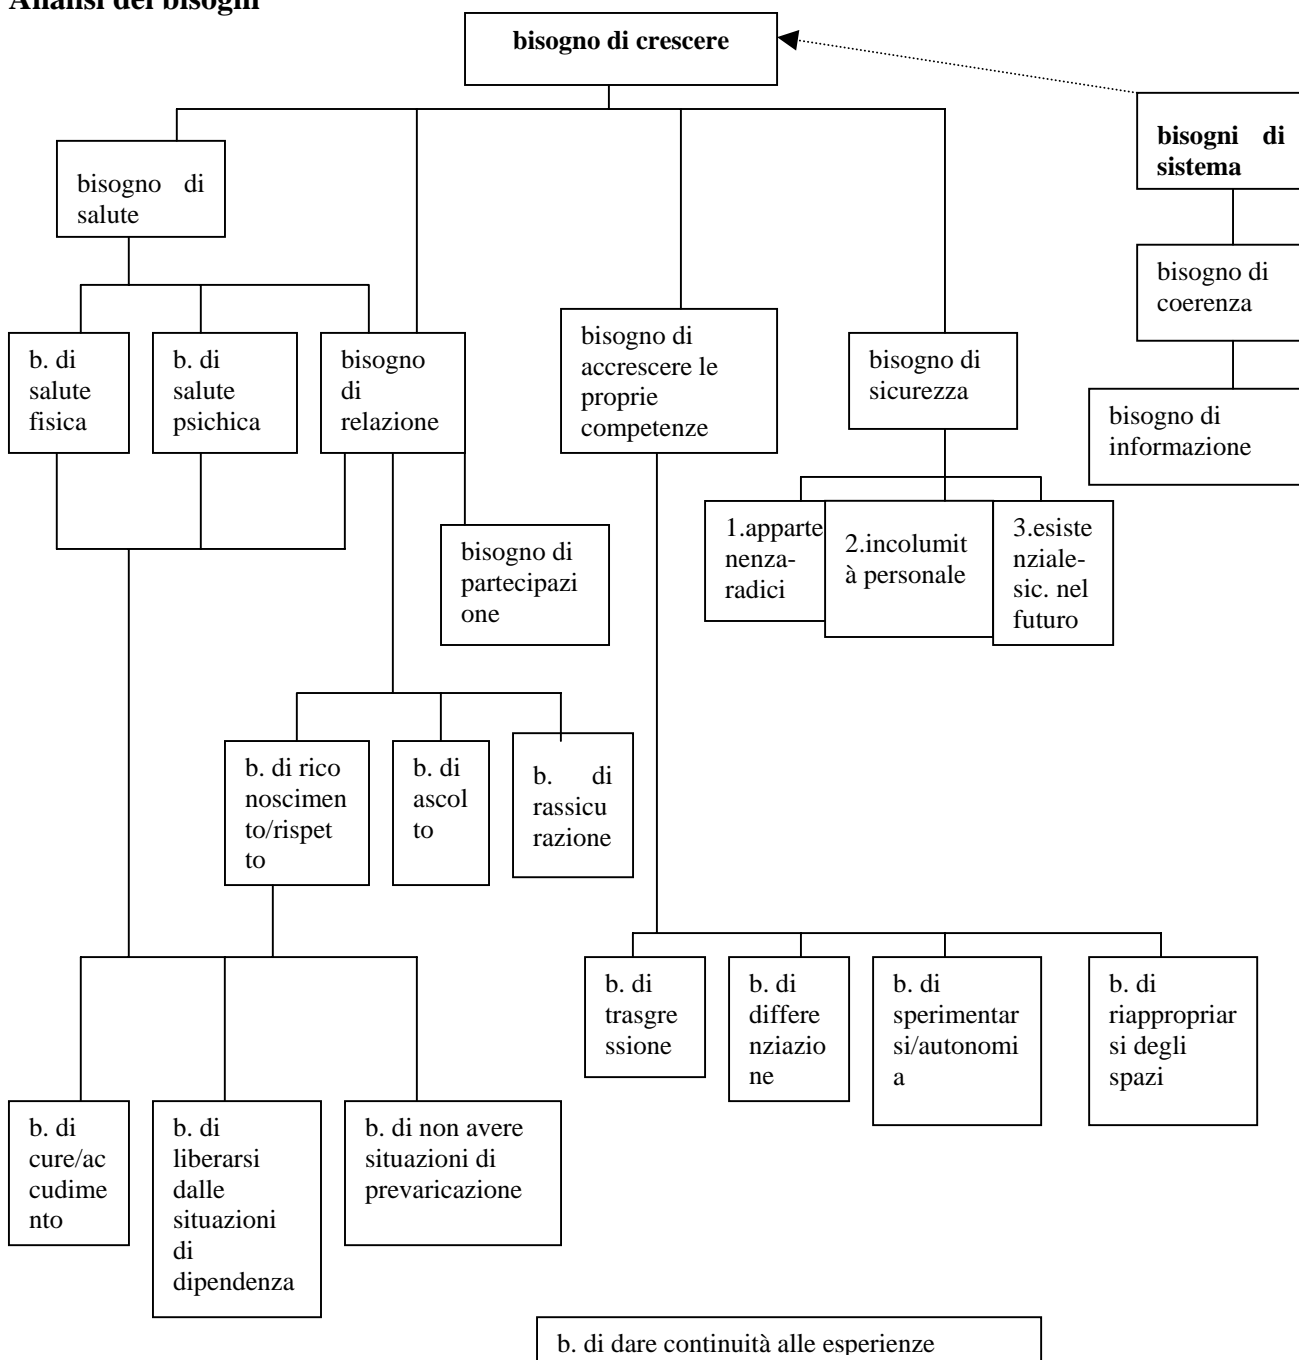 Analisi dei bisogni
bisogno di crescere
bisogni di
sistema
bisogno di
salute
bisogno di
coerenza
b. di
salute
fisica
b. di
salute
psichica
bisogno
di
relazione
bisogno di
accrescere le
proprie
competenze
bisogno di
sicurezza
bisogno di
informazione
bisogno di
partecipazi
one
1.apparte
nenza-
radici
2.incolumit
à personale
3.esiste
nziale-
sic. nel
futuro
b. di rico
noscimen
to/rispet
to
b. di
ascol
to
b. di
rassicu
razione
b. di
trasgre
ssione
b. di
differe
nziazio
ne
b. di
sperimentar
si/autonomi
a
b. di
riappropriar
si degli
spazi
b. di
cure/ac
cudime
nto
b. di
liberarsi
dalle
situazioni
di
dipendenza
b. di non avere
situazioni di
prevaricazione
b. di dare continuità alle esperienze